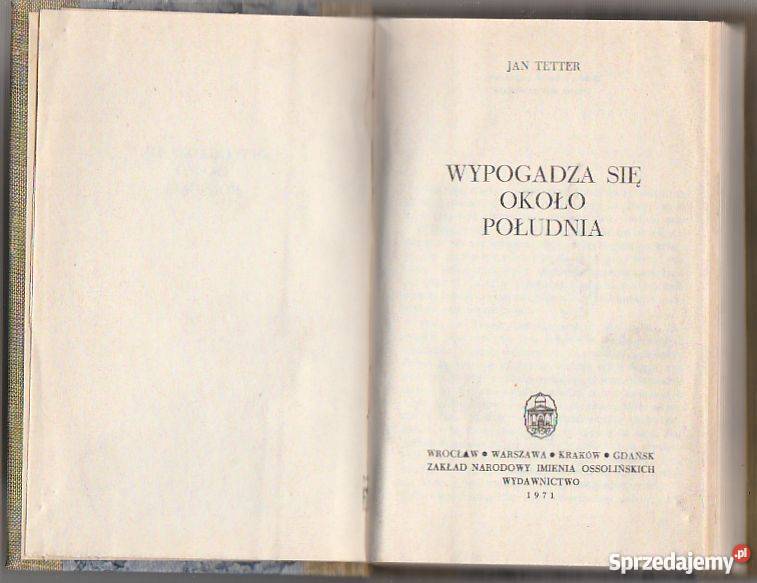 JAN TETTER
WYPOGADZA SIĘ
OKOŁO
POŁUDNIA
WROCŁAW • WARSZAWA • KRAKÓW • GDAŃSK
ZAKŁAD NARODOWY IMIENIA OSSOLIŃSKICH
WYDAWNICTWO
1971
Sprzedajemy.pl